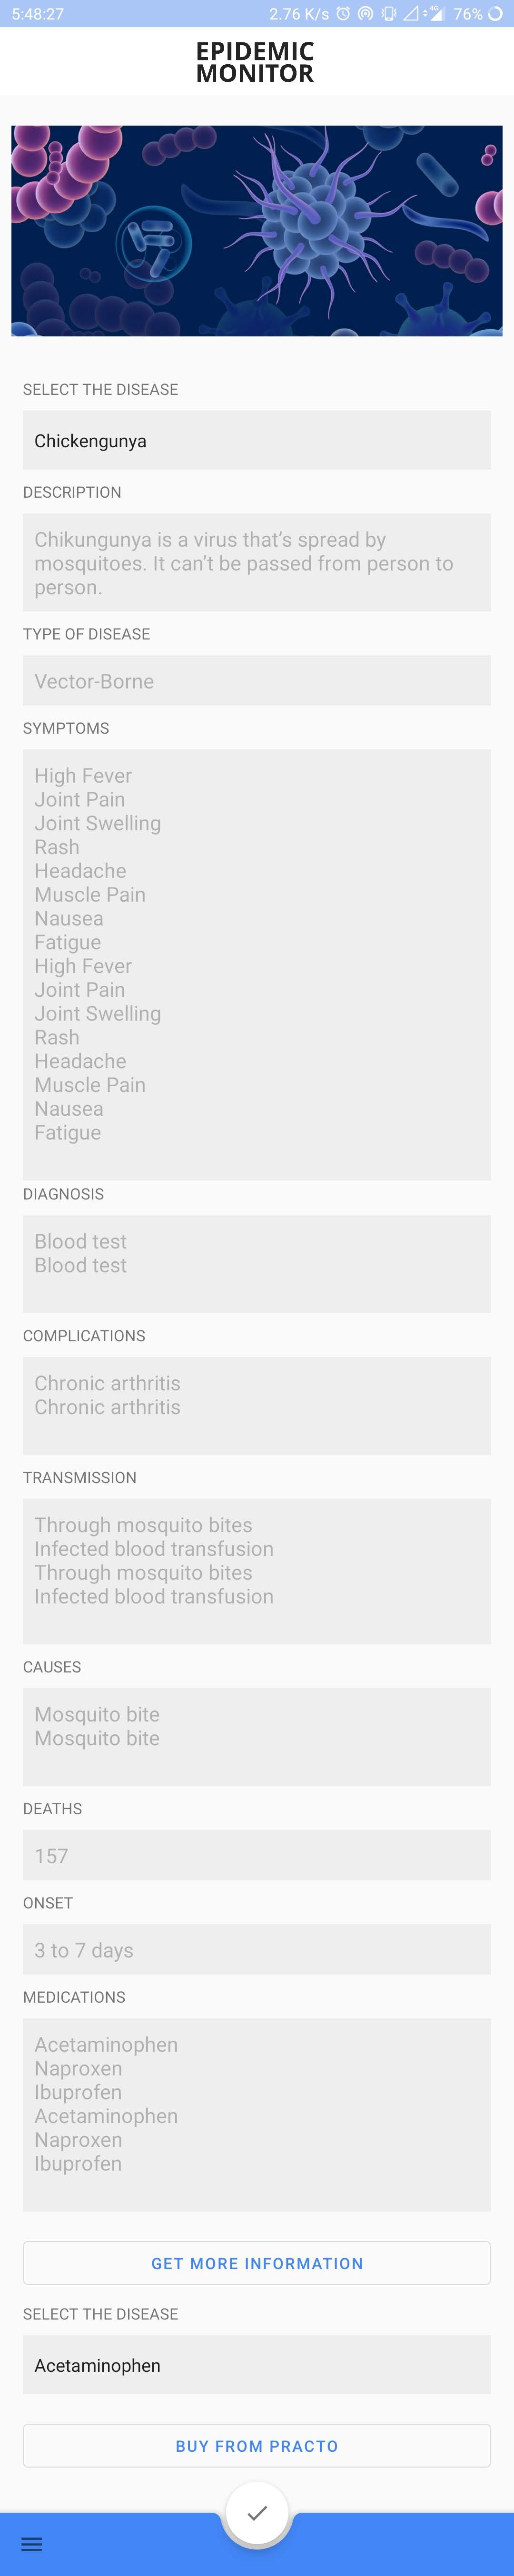 5:48:27 2.76 K/s 4G 76%
EPIDEMIC
MONITOR
SELECT THE DISEASE
Chickengunya
DESCRIPTION
Chikungunya is a virus that’s spread by
mosquitoes. It can’t be passed from person to
person.
TYPE OF DISEASE
Vector-Borne
SYMPTOMS
High Fever
Joint Pain
Joint Swelling
Rash
Headache
Muscle Pain
Nausea
Fatigue
High Fever
Joint Pain
Joint Swelling
Rash
Headache
Muscle Pain
Nausea
Fatigue
DIAGNOSIS
Blood test
Blood test
COMPLICATIONS
Chronic arthritis
Chronic arthritis
TRANSMISSION
Through mosquito bites
Infected blood transfusion
Through mosquito bites
Infected blood transfusion
CAUSES
Mosquito bite
Mosquito bite
DEATHS
157
ONSET
3 to 7 days
MEDICATIONS
Acetaminophen
Naproxen
Ibuprofen
Acetaminophen
Naproxen
Ibuprofen
GET MORE INFORMATION
SELECT THE DISEASE
Acetaminophen
BUY FROM PRACTO